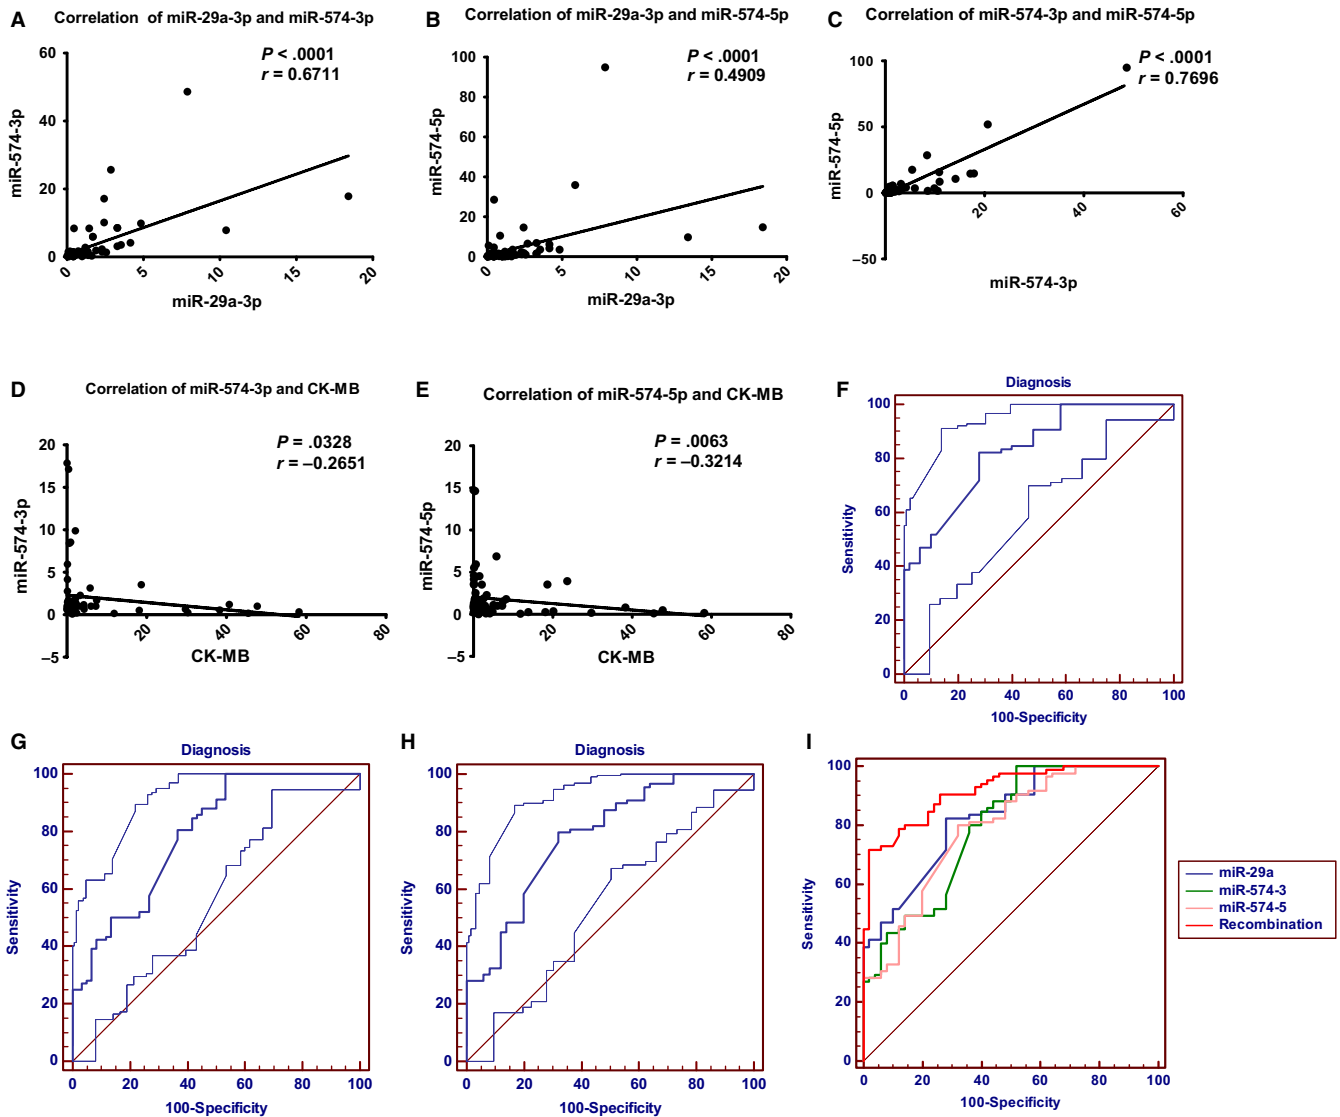 A
Correlation of miR-29a-3p and miR-574-3p
P < .0001
r = 0.6711
60
40
20
0
miR-574-3p
0 5 10 15 20
miR-29a-3p
B
Correlation of miR-29a-3p and miR-574-5p
P < .0001
r = 0.4909
100
80
60
40
20
0
miR-574-5p
0 5 10 15 20
miR-29a-3p
C
Correlation of miR-574-3p and miR-574-5p
P < .0001
r = 0.7696
100
50
0
–50
miR-574-5p
20 40 60
miR-574-3p
D
Correlation of miR-574-3p and CK-MB
P = .0328
r = –0.2651
20
15
10
5
0
–5
miR-574-3p
20 40 60 80
CK-MB
E
Correlation of miR-574-5p and CK-MB
P = .0063
r = –0.3214
20
15
10
5
0
–5
miR-574-5p
20 40 60 80
CK-MB
F
Diagnosis
100
80
60
40
20
0
Sensitivity
0 20 40 60 80 100
100-Specificity
G
Diagnosis
100
80
60
40
20
0
Sensitivity
0 20 40 60 80 100
100-Specificity
H
Diagnosis
100
80
60
40
20
0
Sensitivity
0 20 40 60 80 100
100-Specificity
I
100
80
60
40
20
0
Sensitivity
0 20 40 60 80 100
100-Specificity
miR-29a
miR-574-3
miR-574-5
Recombination